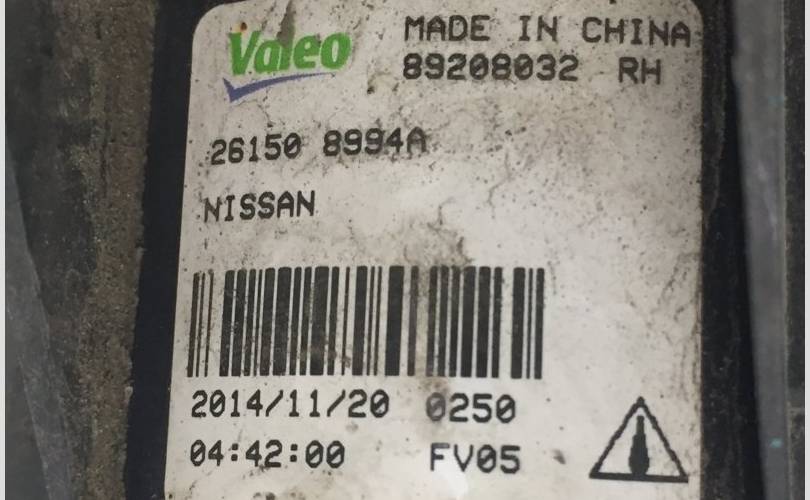 Valeo
MADE IN CHINA
89208032 RH
26150 8994A
NISSAN
2014/11/20 0250
04:42:00 FV05